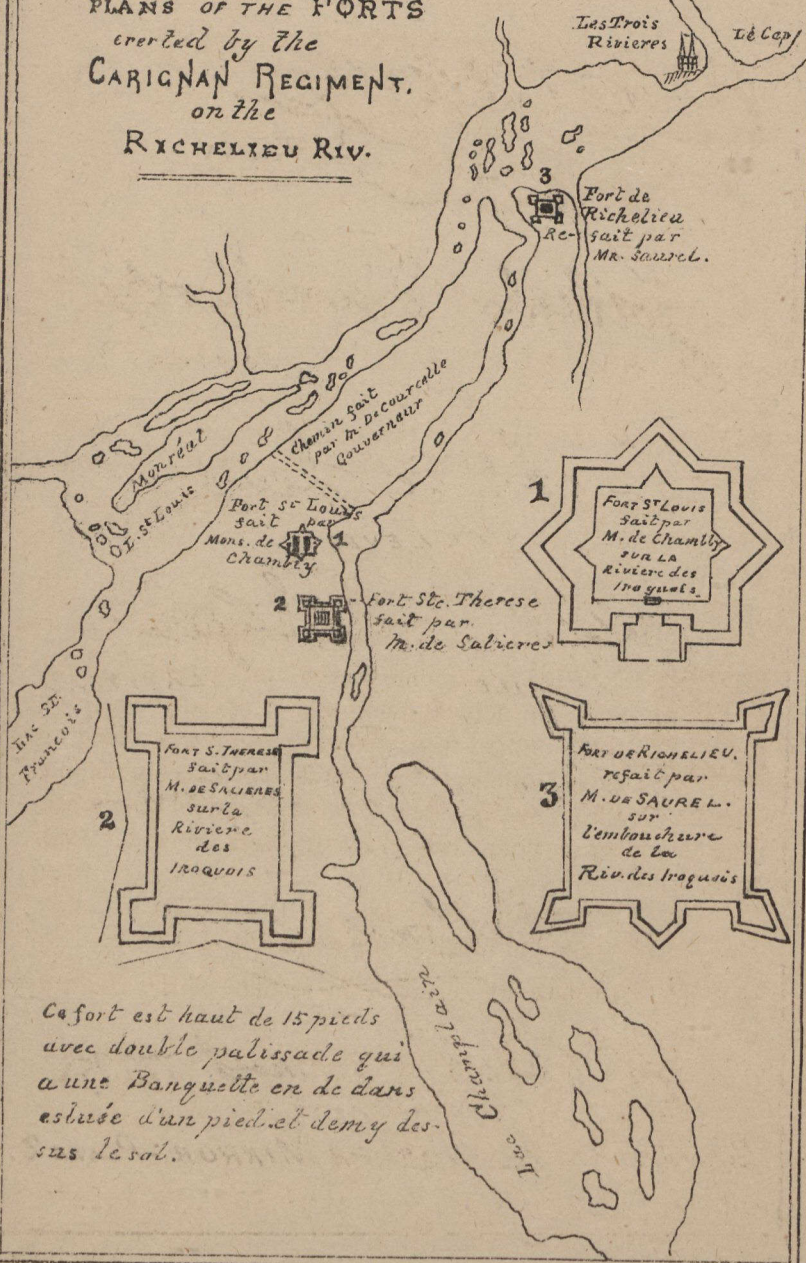 PLANS OF THE FORTS
erected by the
CARIGNAN REGIMENT.
on the
RICHELIEU RIV.
Les Trois
Rivieres
Le Cap
3
Fort de
Richelieu
Re-fait par
MR. Saurel.
Chemin fait
par M. De Courcelle
Gouverneur
Monréal
I. St Louis
Fort St Louis
fait par
Mons. de
Chambly
1
2
Fort Ste. Therese
fait par
M. de Salieres
Lac St.
François
1
FORT ST LOUIS
fait par
M. de Chambly
SUR LA
Riviere des
Iroquois
2
FORT S. THERESE
fait par
M. DE SALIERES
sur la
Riviere
des
IROQUOIS
3
FORT DE RICHELIEU.
refait par
M. DE SAUREL.
sur
l'embouchure
de la
Riv. des Iroquois
Lac Champlain
Ce fort est haut de 15 pieds
avec double palissade qui
a une Banquette en de dans
esluée d'un pied et demy des-
sus le sol.